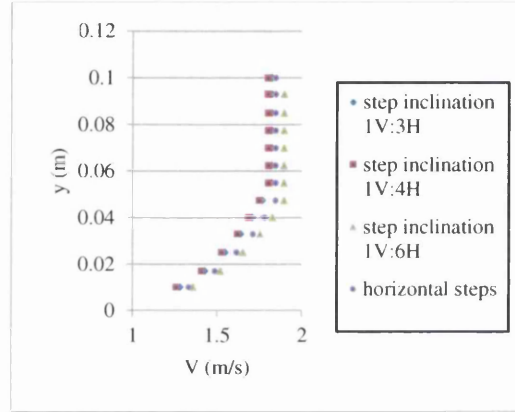 0.12
0.1
0.08
0.06
0.04
0.02
0
y (m)
1
1.5
2
V (m/s)
step inclination
1V:3H
step inclination
1V:4H
step inclination
1V:6H
horizontal steps